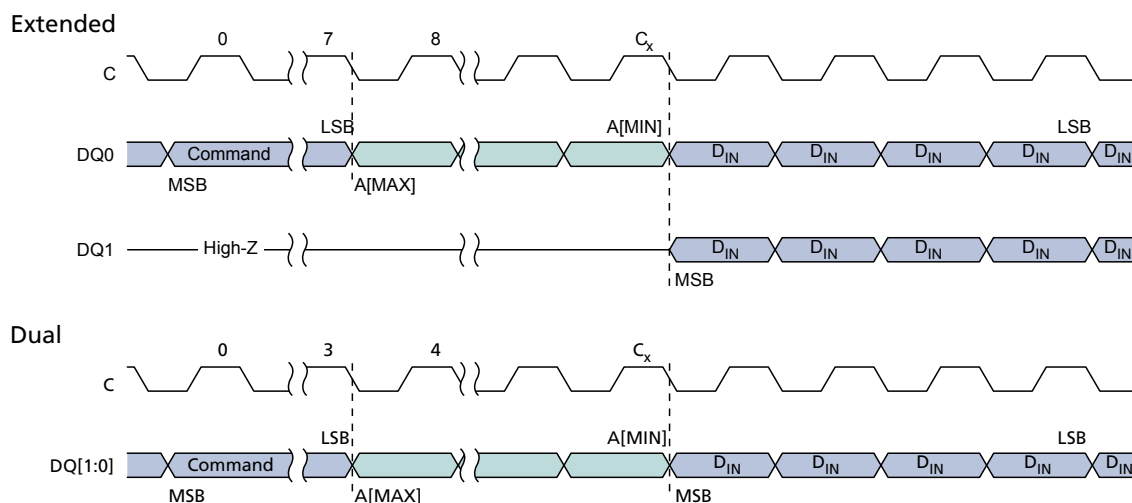 Extended
0 7 8 Cx
C
LSB A[MIN] LSB
DQ0 Command DIN DIN DIN DIN DIN
MSB A[MAX]
DQ1 High-Z DIN DIN DIN DIN DIN
MSB
Dual
0 3 4 Cx
C
LSB A[MIN] LSB
DQ[1:0] Command DIN DIN DIN DIN DIN
MSB A[MAX] MSB